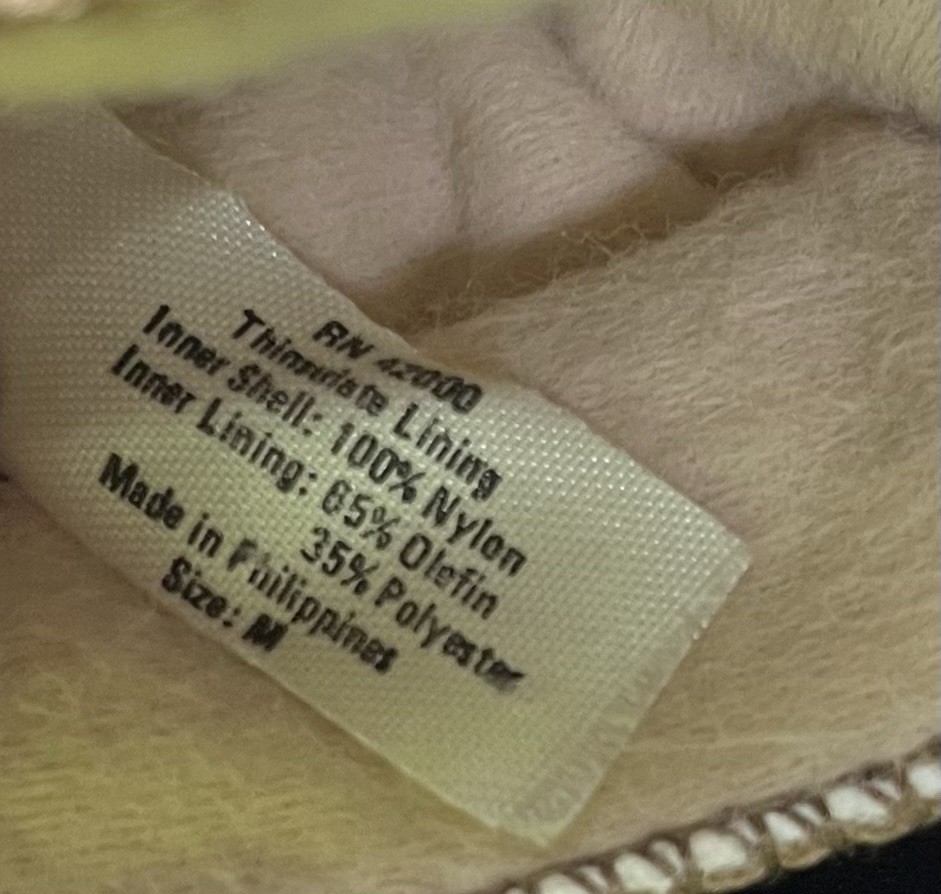 RN 42000
Thinsulate Lining
Inner Shell: 100% Nylon
Inner Lining: 65% Olefin
35% Polyester
Made in Philippines
Size: M